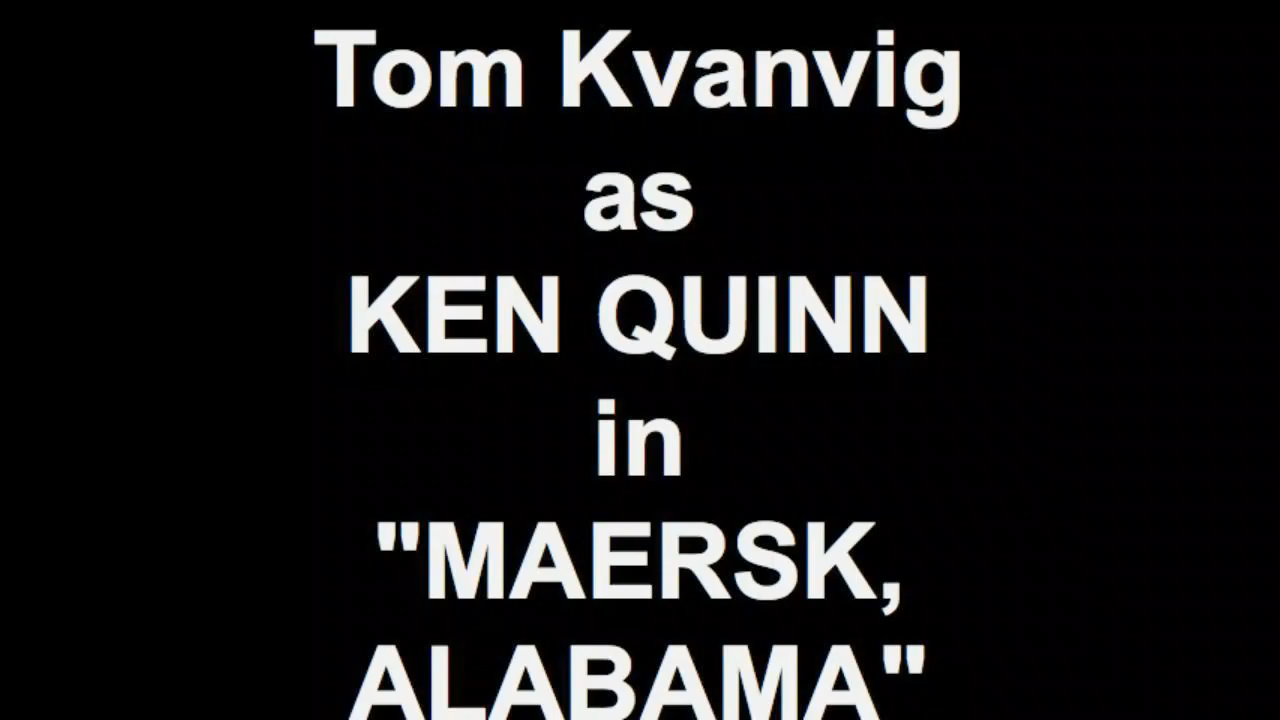 Tom Kvanvig
as
KEN QUINN
in
"MAERSK,
ALABAMA"